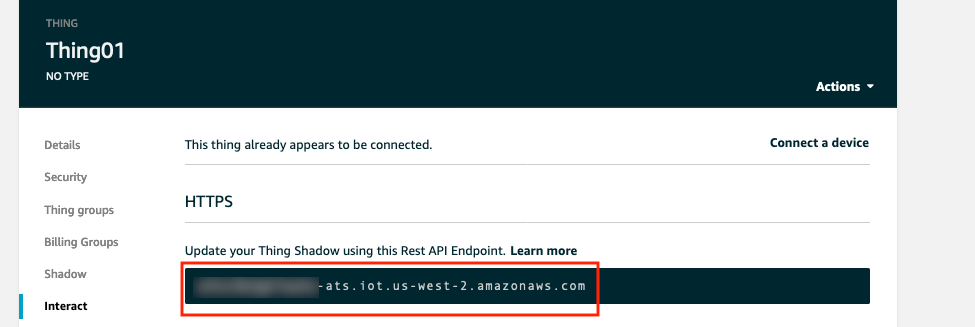 THING
Thing01
NO TYPE
Actions
Details
Security
Thing groups
Billing Groups
Shadow
Interact
This thing already appears to be connected.
Connect a device
HTTPS
Update your Thing Shadow using this Rest API Endpoint. Learn more
-ats.iot.us-west-2.amazonaws.com